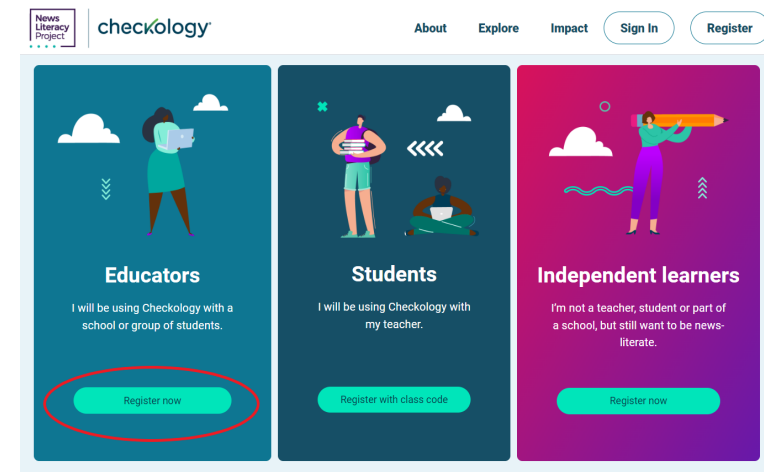 News
Literacy
Project
checkology
About
Explore
Impact
Sign In
Register
Educators
I will be using Checkology with a
school or group of students.
Register now
Students
I will be using Checkology with
my teacher.
Register with class code
Independent learners
I'm not a teacher, student or part of
a school, but still want to be news-
literate.
Register now